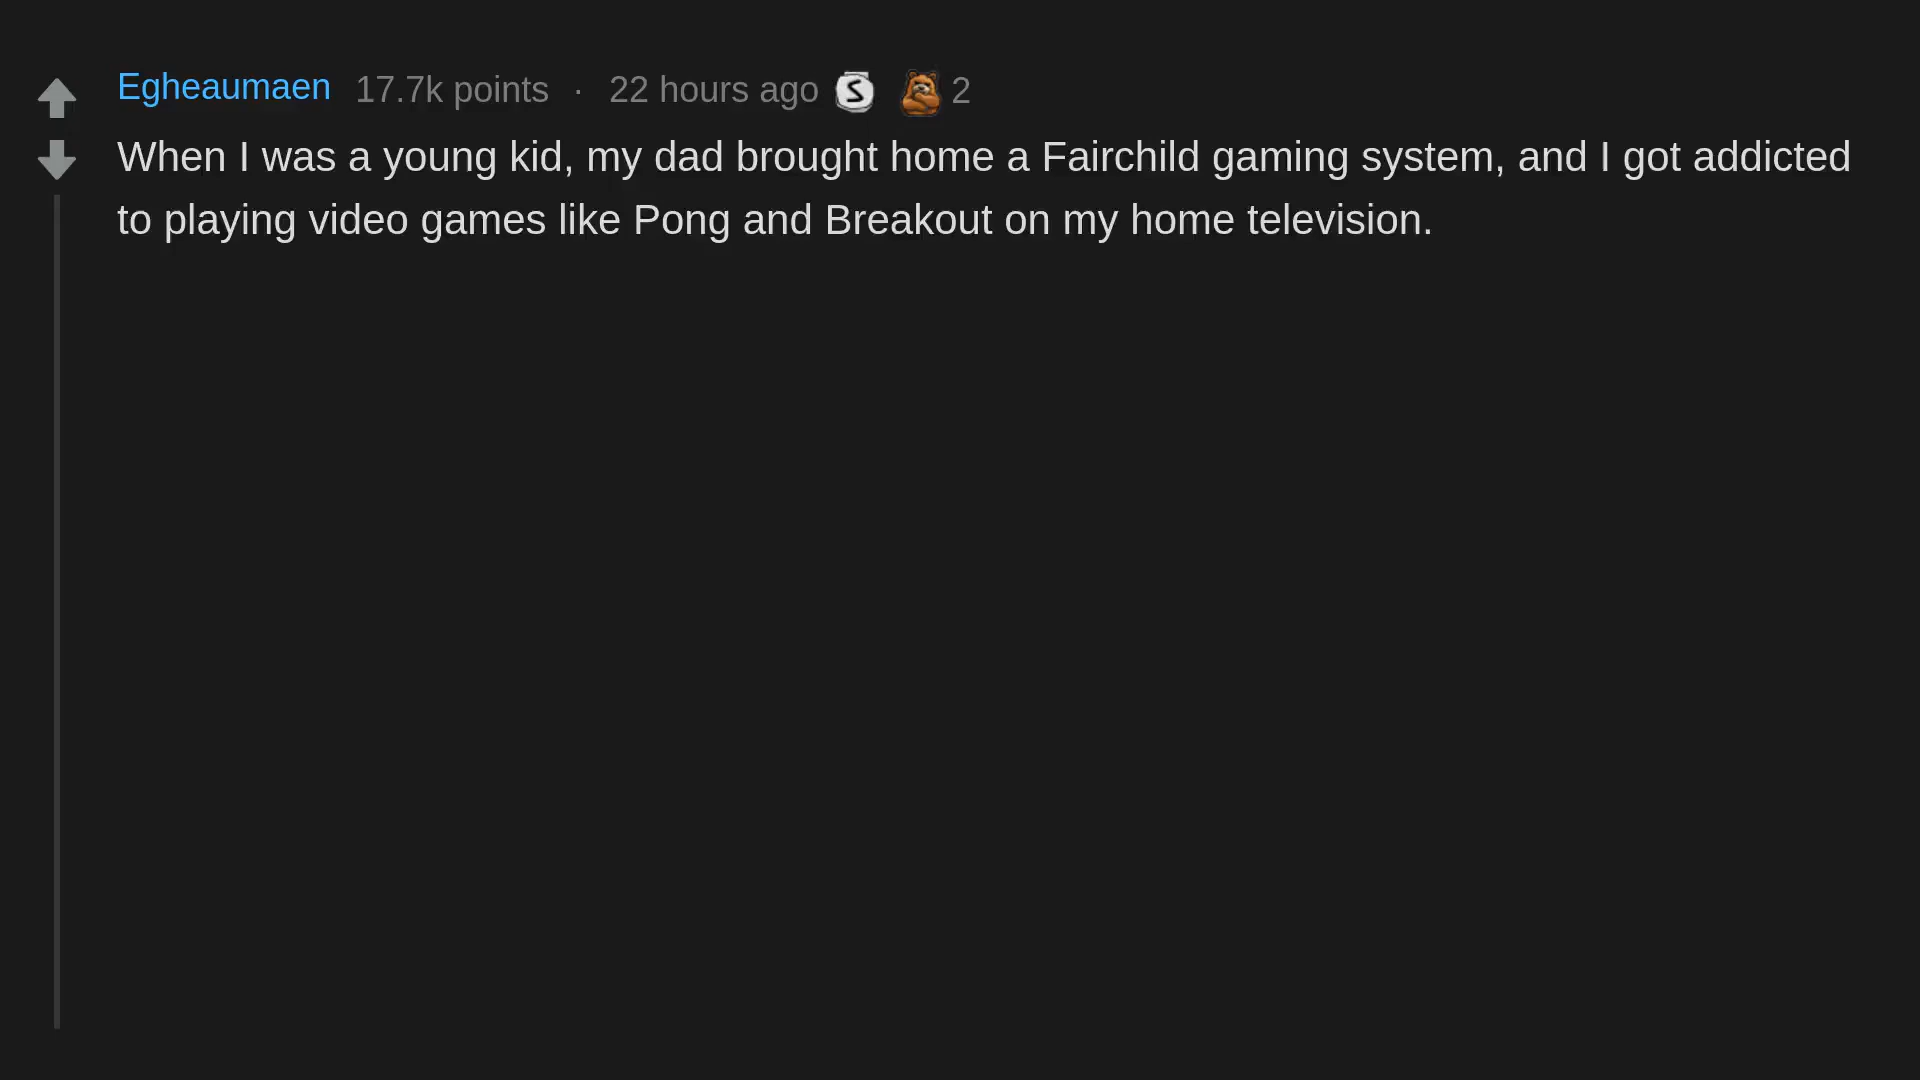 Egheaumaen 17.7k points · 22 hours ago S 2
When I was a young kid, my dad brought home a Fairchild gaming system, and I got addicted
to playing video games like Pong and Breakout on my home television.